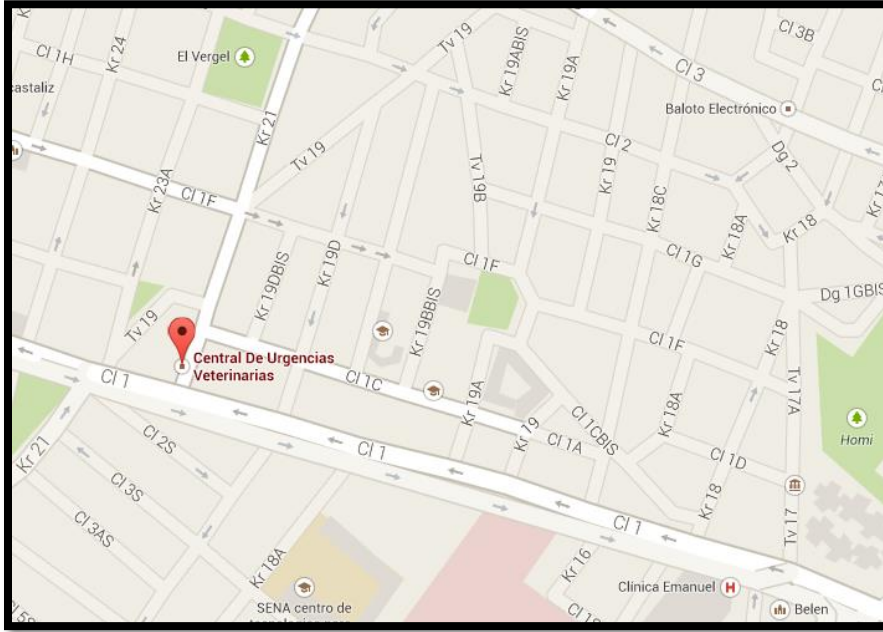 Cl 3B
Tv 19
Kr 19ABIS
Kr 24
Cl 1H
El Vergel
Cl 3
Kr 19A
castaliz
Baloto Electrónico
Kr 21
Cl 2
Dg 2
Tv 19
Kr 19
Tv 19B
Kr 23A
Kr 18C
Kr 17
Cl 1F
Kr 18A
Kr 18
Kr 19D
Cl 1F
Cl 1G
Kr 19DBIS
Dg 1GBIS
Kr 19BBIS
Tv 19
Cl 1F
Kr 18
Central De Urgencias
Veterinarias
Cl 1
Cl 1C
Kr 19A
Tv 17A
Cl 1CBIS
Kr 18A
Homi
Kr 19
Cl 1A
Cl 2S
Kr 21
Cl 1
Cl 1D
Cl 3S
Kr 18
Cl 3AS
Cl 1
Tv 17
Kr 18A
Kr 16
Clínica Emanuel
H
SENA centro de
Belen